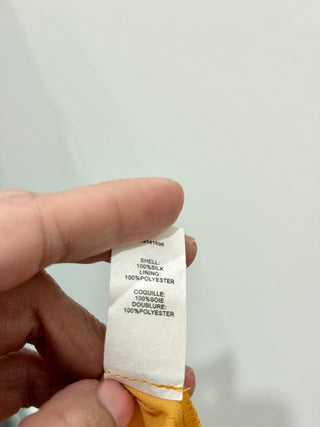 SHELL:
100%SILK
LINING:
100%POLYESTER
COQUILLE:
100%SOIE
DOUBLURE:
100%POLYESTER